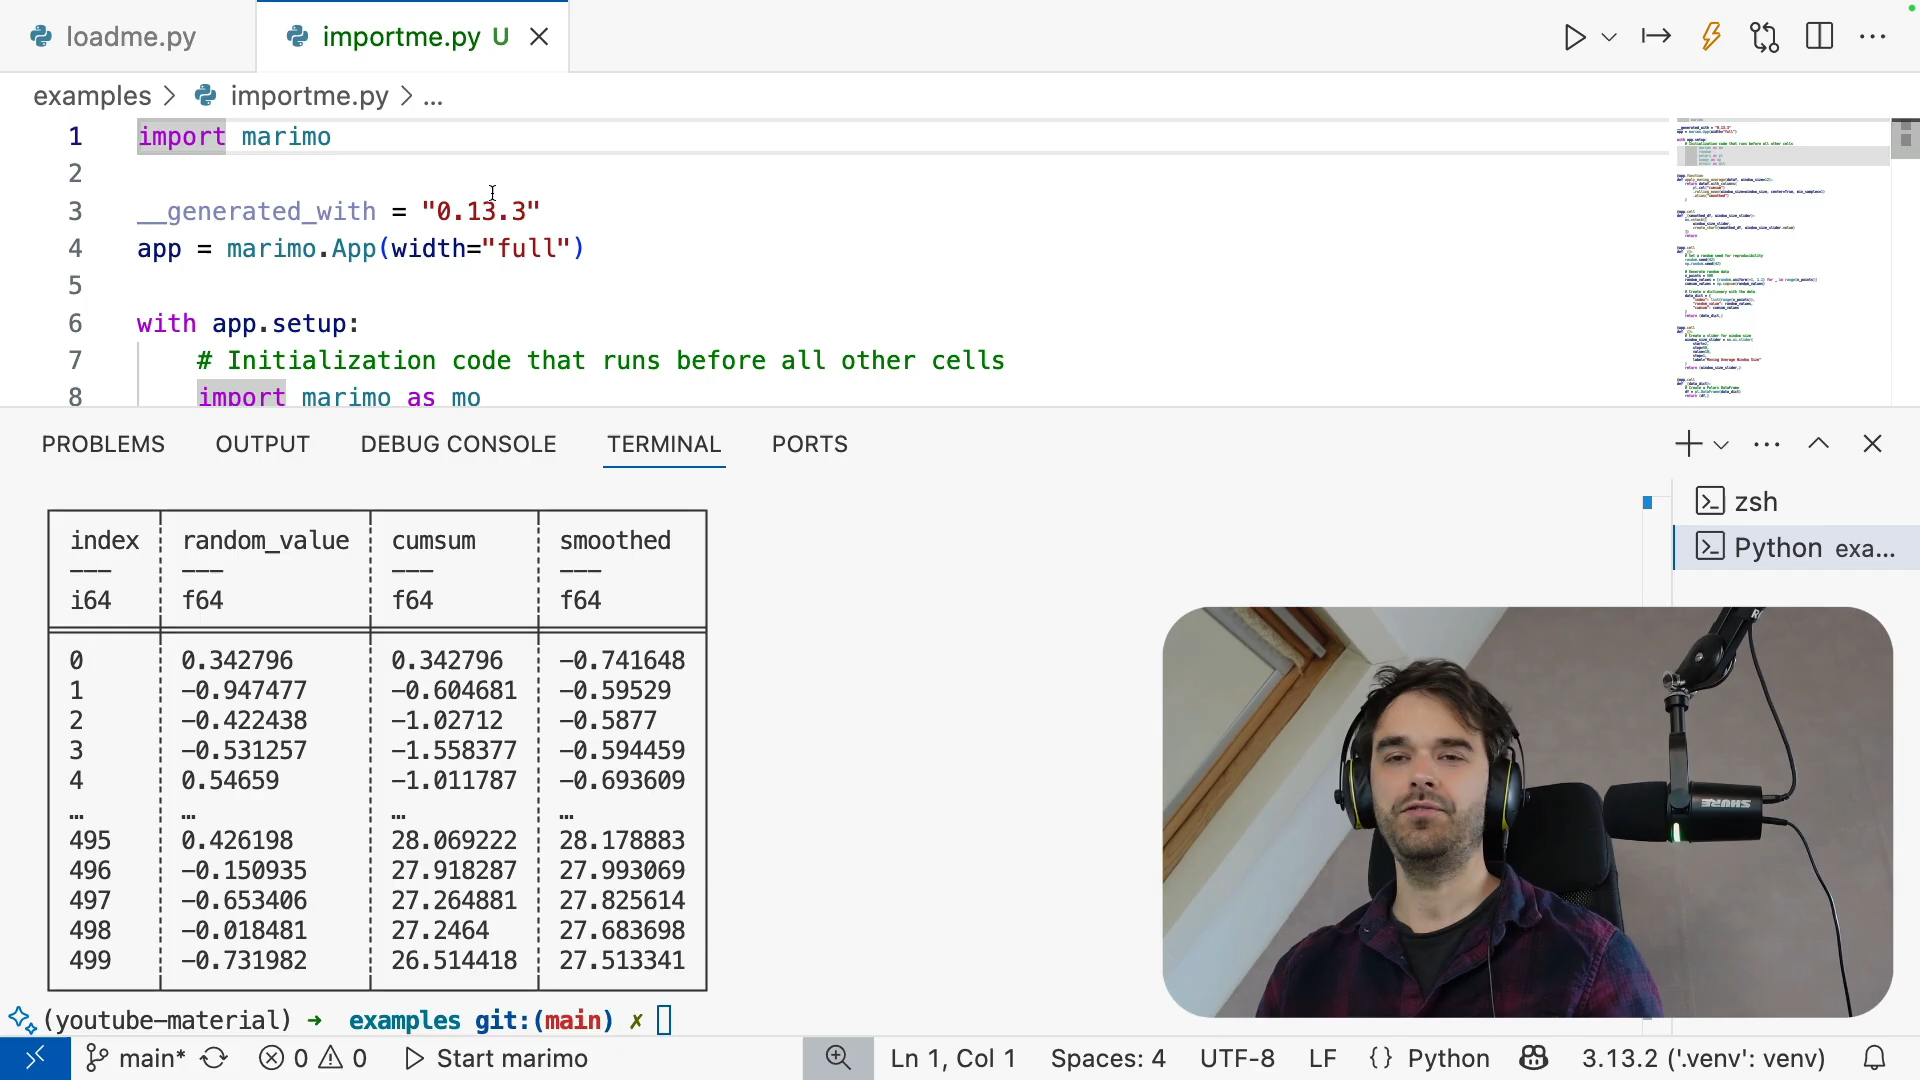 loadme.py
importme.py U
examples > importme.py > ...
1 import marimo
2
3 __generated_with = "0.13.3"
4 app = marimo.App(width="full")
5
6 with app.setup:
7 # Initialization code that runs before all other cells
8 import marimo as mo
PROBLEMS OUTPUT DEBUG CONSOLE TERMINAL PORTS
zsh
Python exa...
index random_value cumsum smoothed
--- --- --- ---
i64 f64 f64 f64
0 0.342796 0.342796 -0.741648
1 -0.947477 -0.604681 -0.59529
2 -0.422438 -1.02712 -0.5877
3 -0.531257 -1.558377 -0.594459
4 0.54659 -1.011787 -0.693609
… … … …
495 0.426198 28.069222 28.178883
496 -0.150935 27.918287 27.993069
497 -0.653406 27.264881 27.825614
498 -0.018481 27.2464 27.683698
499 -0.731982 26.514418 27.513341
SHURE
(youtube-material) → examples git:(main) ✗
main* 0 0 Start marimo Ln 1, Col 1 Spaces: 4 UTF-8 LF {} Python 3.13.2 ('.venv': venv)